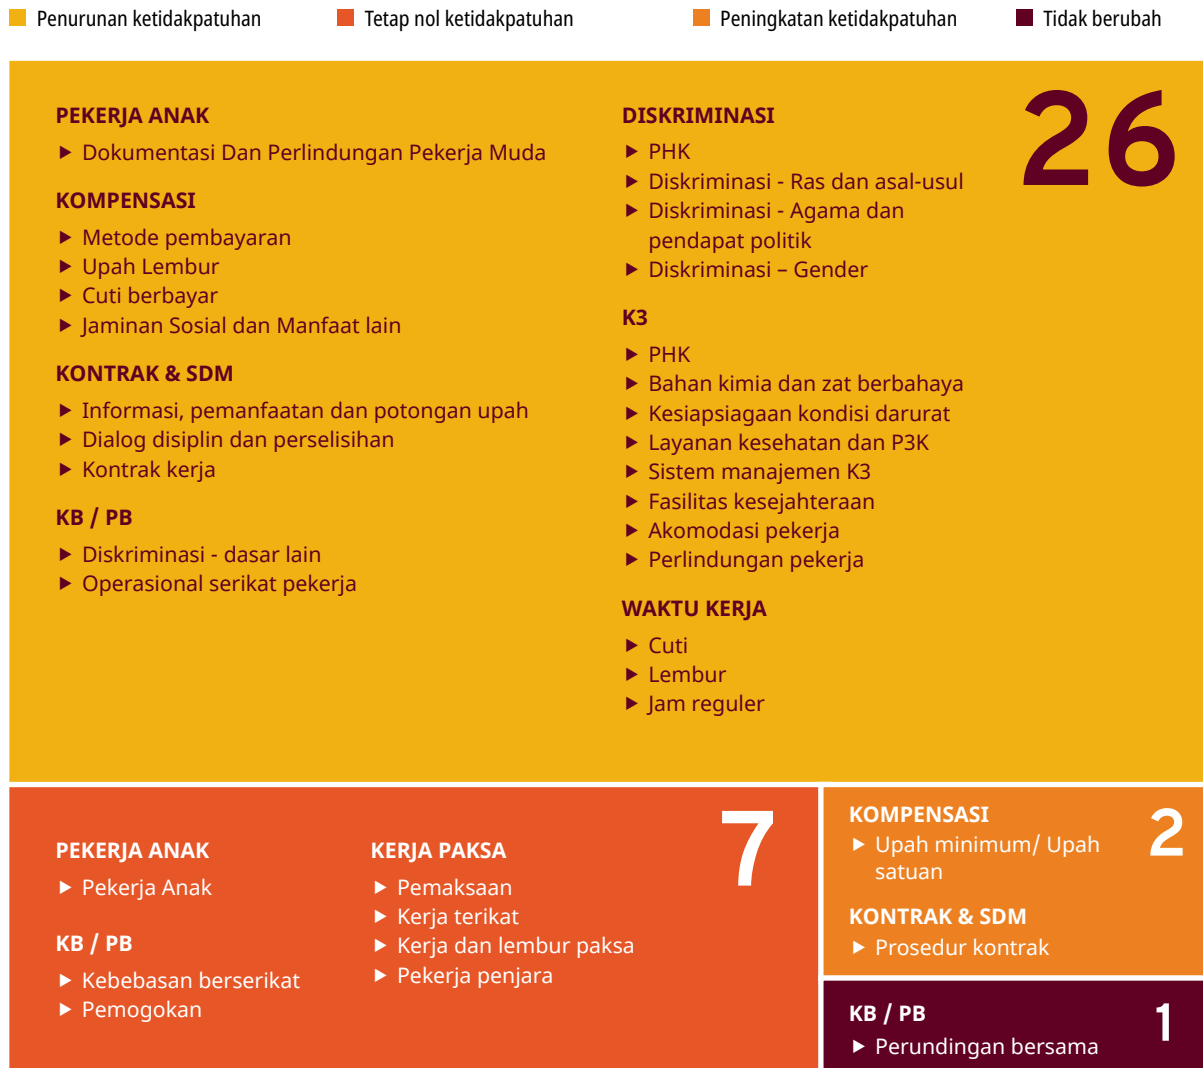 Penurunan ketidakpatuhan
Tetap nol ketidakpatuhan
Peningkatan ketidakpatuhan
Tidak berubah
26
PEKERJA ANAK
Dokumentasi Dan Perlindungan Pekerja Muda
KOMPENSASI
Metode pembayaran
Upah Lembur
Cuti berbayar
Jaminan Sosial dan Manfaat lain
KONTRAK & SDM
Informasi, pemanfaatan dan potongan upah
Dialog disiplin dan perselisihan
Kontrak kerja
KB / PB
Diskriminasi - dasar lain
Operasional serikat pekerja
DISKRIMINASI
PHK
Diskriminasi - Ras dan asal-usul
Diskriminasi - Agama dan
pendapat politik
Diskriminasi – Gender
K3
PHK
Bahan kimia dan zat berbahaya
Kesiapsiagaan kondisi darurat
Layanan kesehatan dan P3K
Sistem manajemen K3
Fasilitas kesejahteraan
Akomodasi pekerja
Perlindungan pekerja
WAKTU KERJA
Cuti
Lembur
Jam reguler
7
PEKERJA ANAK
Pekerja Anak
KB / PB
Kebebasan berserikat
Pemogokan
KERJA PAKSA
Pemaksaan
Kerja terikat
Kerja dan lembur paksa
Pekerja penjara
2
KOMPENSASI
Upah minimum/ Upah
satuan
KONTRAK & SDM
Prosedur kontrak
1
KB / PB
Perundingan bersama